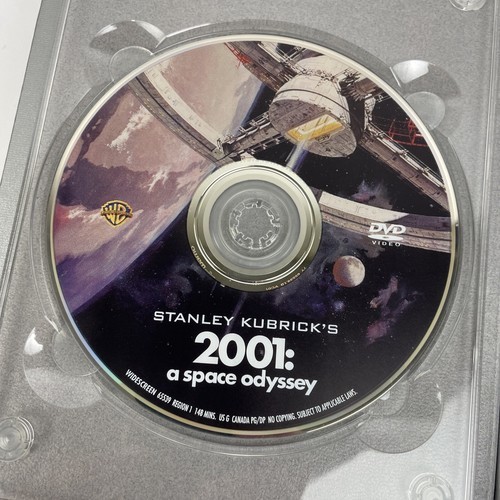 WB
DVD
VIDEO
STANLEY KUBRICK'S
2001:
a space odyssey
WIDESCREEN 65539 REGION 1 148 MINS. US G CANADA PG/DP NO COPYING. SUBJECT TO APPLICABLE LAWS.